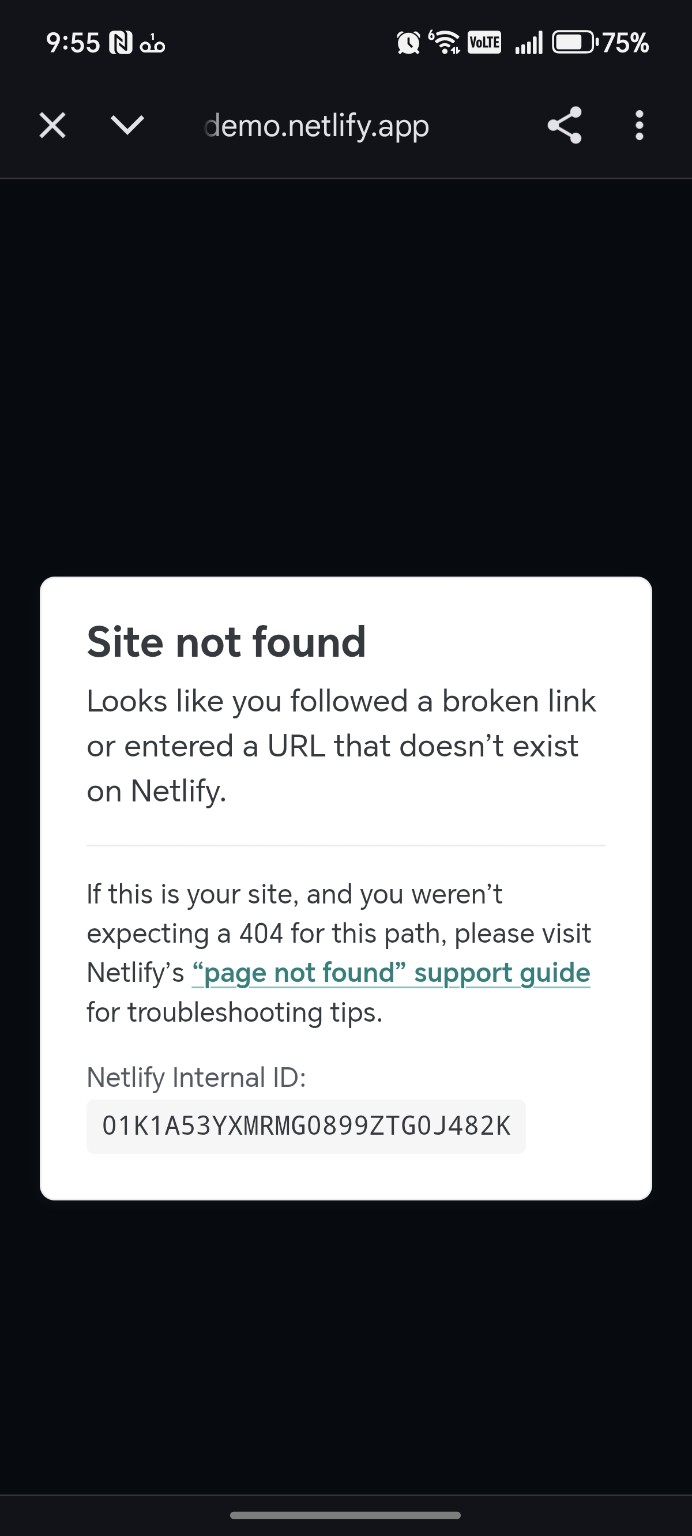 9:55
6 VoLTE 75%
demo.netlify.app
Site not found
Looks like you followed a broken link
or entered a URL that doesn’t exist
on Netlify.
If this is your site, and you weren’t
expecting a 404 for this path, please visit
Netlify’s “page not found” support guide
for troubleshooting tips.
Netlify Internal ID:
01K1A53YXMRMG0899ZTG0J482K